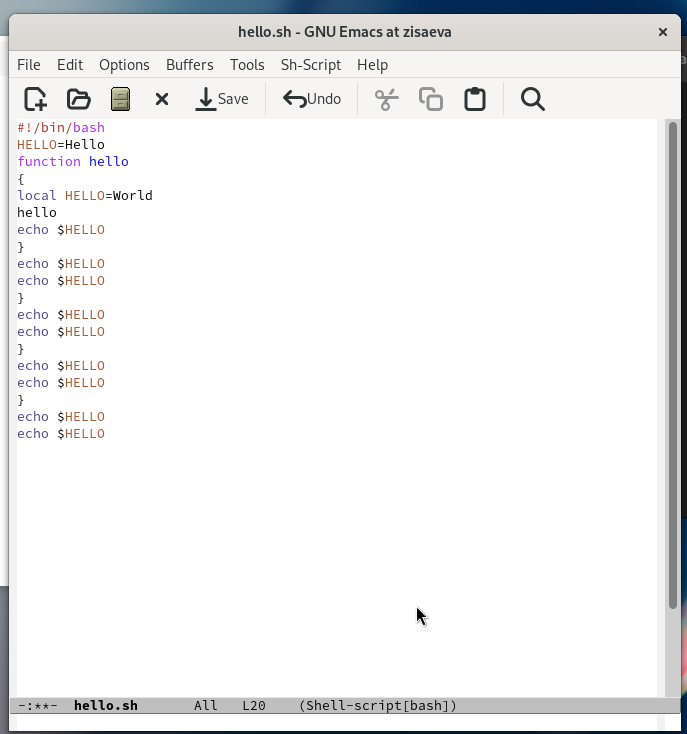 hello.sh - GNU Emacs at zisaeva
File Edit Options Buffers Tools Sh-Script Help
Save Undo
#!/bin/bash
HELLO=Hello
function hello
{
local HELLO=World
hello
echo $HELLO
}
echo $HELLO
echo $HELLO
}
echo $HELLO
echo $HELLO
}
echo $HELLO
echo $HELLO
}
echo $HELLO
echo $HELLO
-:**- hello.sh All L20 (Shell-script[bash])